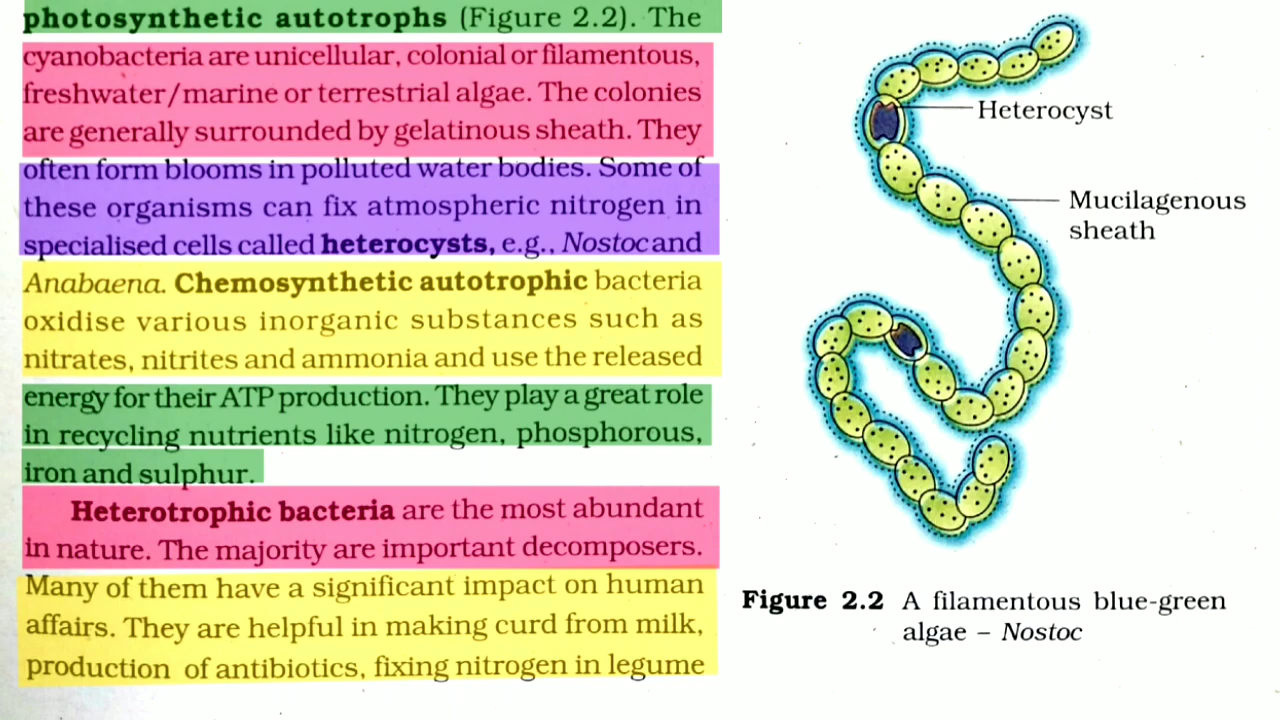 photosynthetic autotrophs (Figure 2.2). The
cyanobacteria are unicellular, colonial or filamentous,
freshwater/marine or terrestrial algae. The colonies
are generally surrounded by gelatinous sheath. They
often form blooms in polluted water bodies. Some of
these organisms can fix atmospheric nitrogen in
specialised cells called heterocysts, e.g., Nostoc and
Anabaena. Chemosynthetic autotrophic bacteria
oxidise various inorganic substances such as
nitrates, nitrites and ammonia and use the released
energy for their ATP production. They play a great role
in recycling nutrients like nitrogen, phosphorous,
iron and sulphur.
Heterotrophic bacteria are the most abundant
in nature. The majority are important decomposers.
Many of them have a significant impact on human
affairs. They are helpful in making curd from milk,
production of antibiotics, fixing nitrogen in legume
Heterocyst
Mucilagenous
sheath
Figure 2.2 A filamentous blue-green
algae – Nostoc